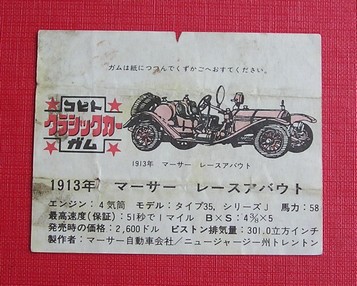 ガムは紙につつんでくずかごへおすてください。
コビト
クラシックカー
ガム
1913年 マーサー レースアバウト
1913年 マーサー レースアバウト
エンジン:4気筒 モデル:タイプ35, シリーズJ 馬力:58
最高速度(保証):51秒で1マイル B×S:4⅜×5
発売時の価格:2,600ドル ピストン排気量:301.0立方インチ
製作者:マーサー自動車会社/ニュージャージー州トレントン